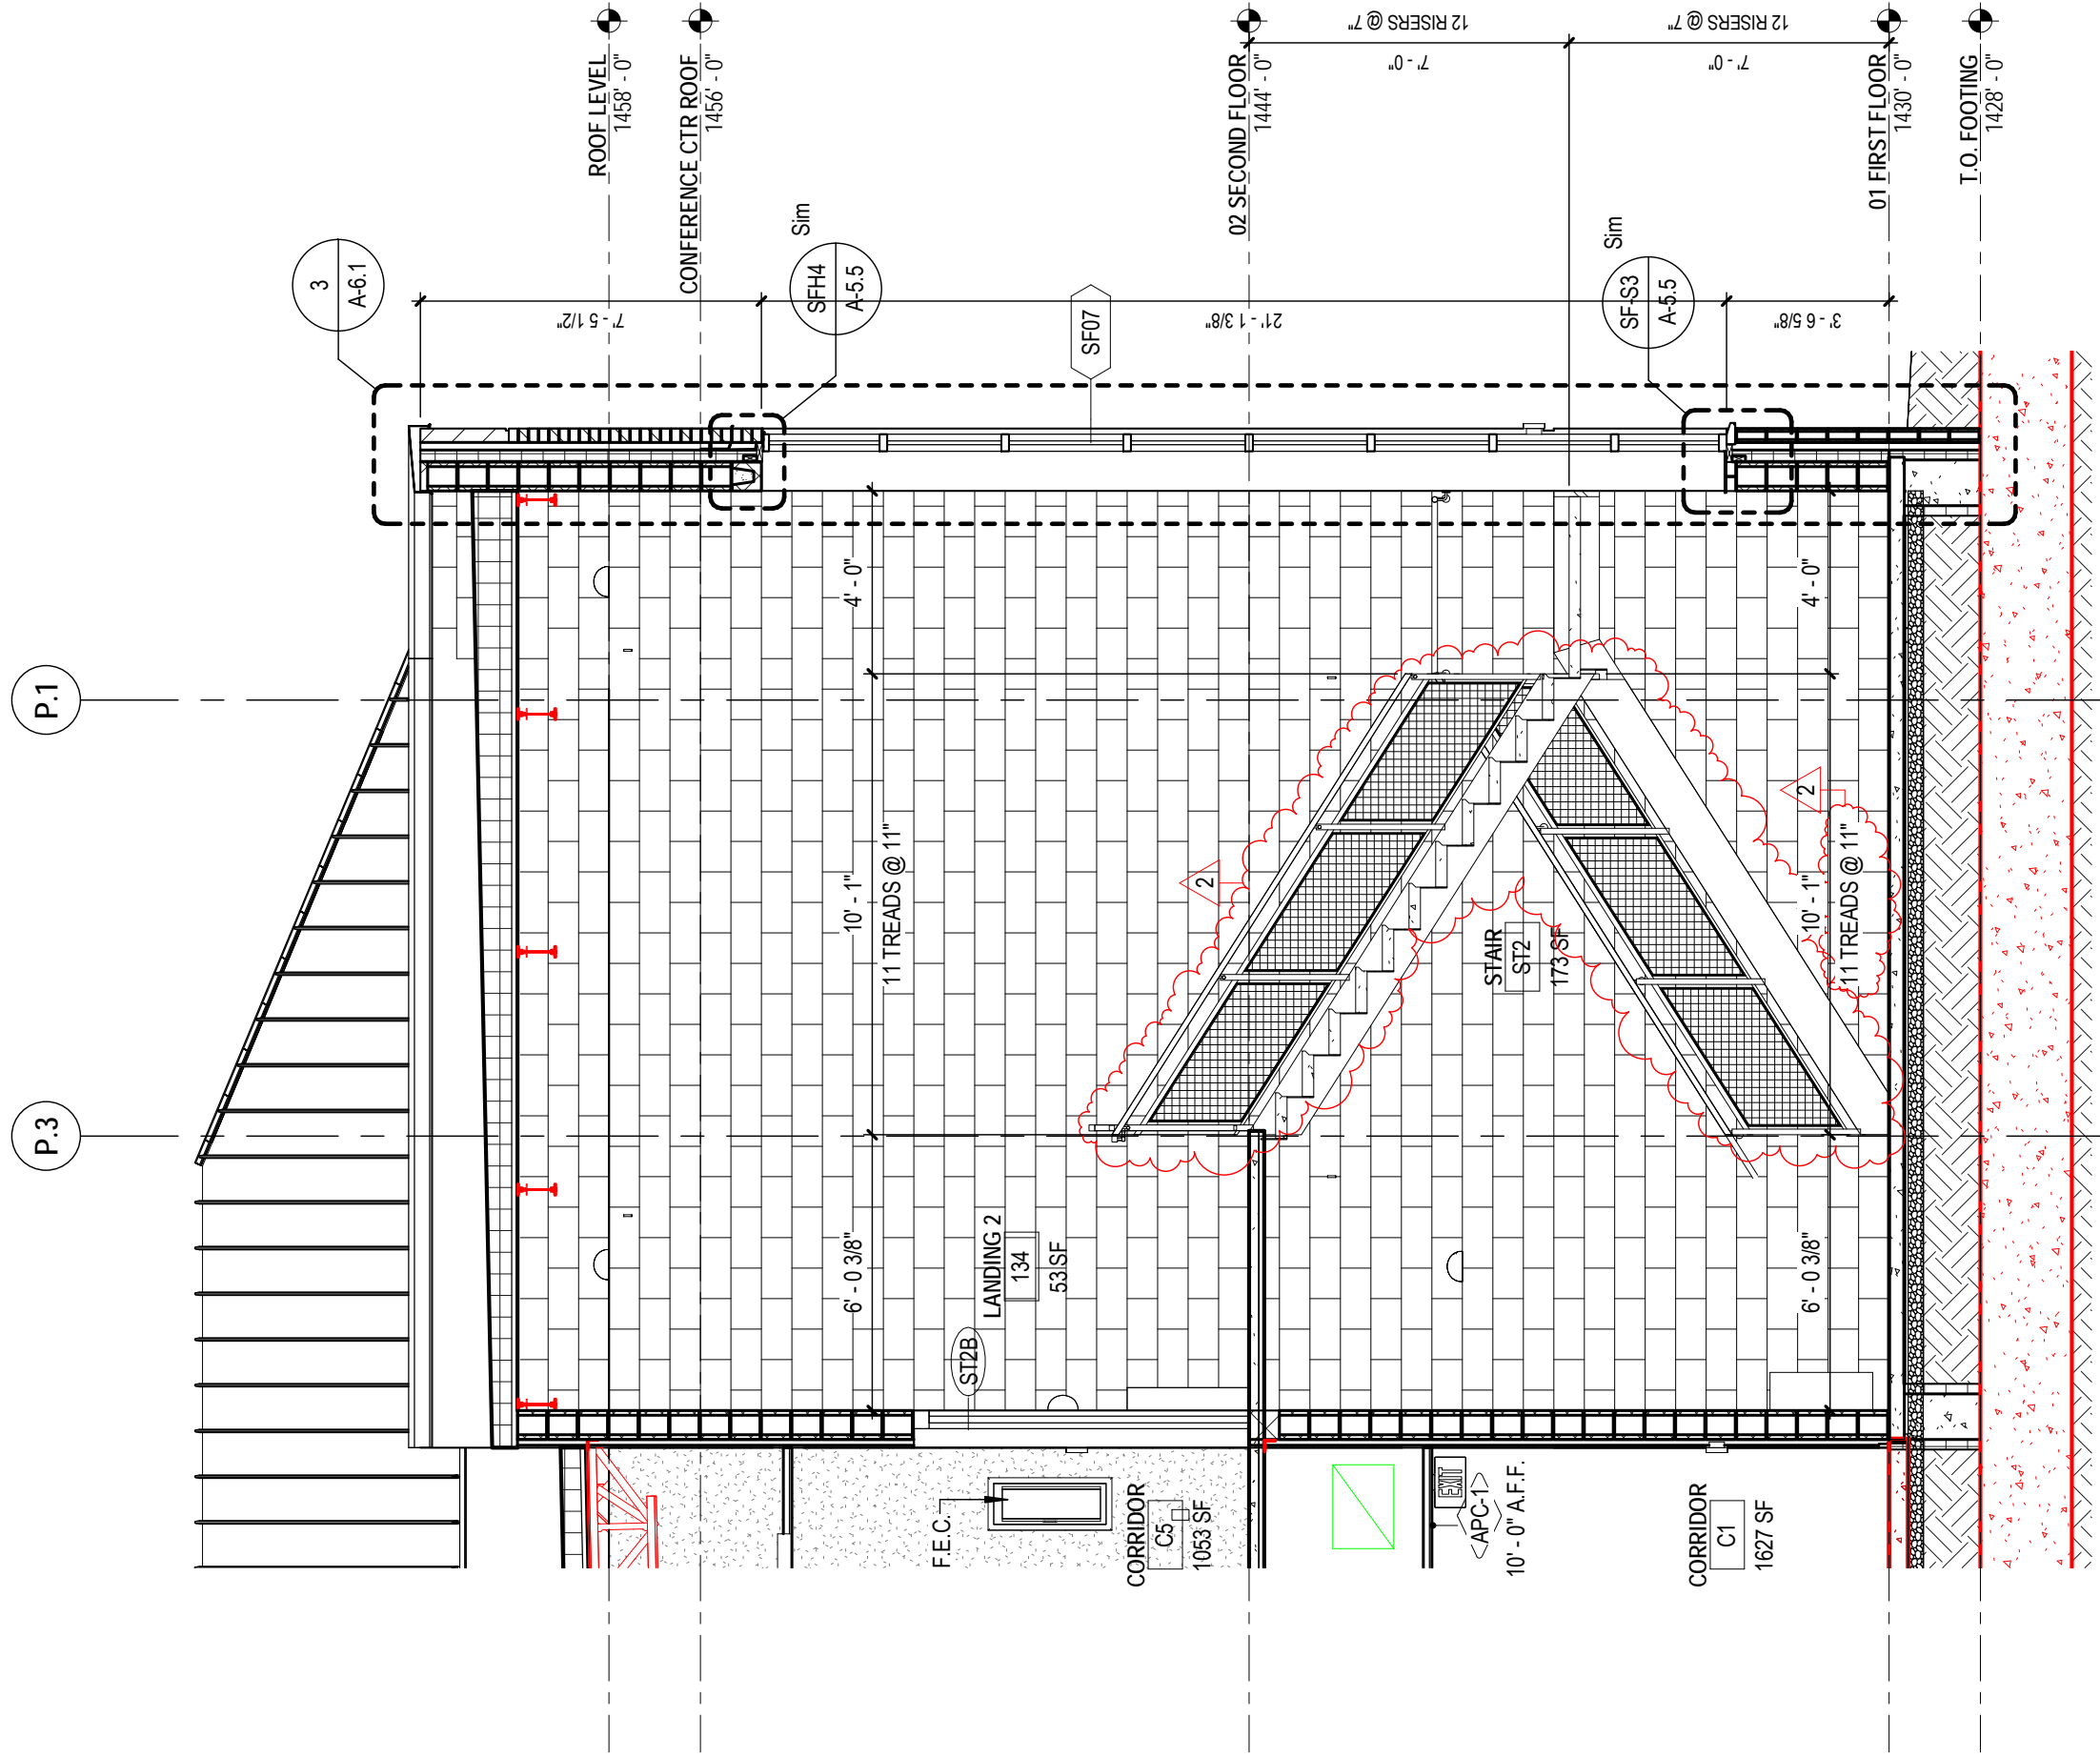 P.3
P.1
3
A-6.1
ROOF LEVEL
1458' - 0"
CONFERENCE CTR ROOF
1456' - 0"
Sim
SFH4
A-5.5
7' - 5 1/2"
SF07
21' - 1 3/8"
02 SECOND FLOOR
1444' - 0"
12 RISERS @ 7"
7' - 0"
12 RISERS @ 7"
7' - 0"
Sim
SF-S3
A-5.5
3' - 6 5/8"
01 FIRST FLOOR
1430' - 0"
T.O. FOOTING
1428' - 0"
6' - 0 3/8"
10' - 1"
11 TREADS @ 11"
4' - 0"
ST2B
LANDING 2
134
53 SF
2
STAIR
ST2
173 SF
2
6' - 0 3/8"
10' - 1"
11 TREADS @ 11"
4' - 0"
F.E.C.
CORRIDOR
C5
1053 SF
EXIT
<APC-1>
10' - 0" A.F.F.
CORRIDOR
C1
1627 SF